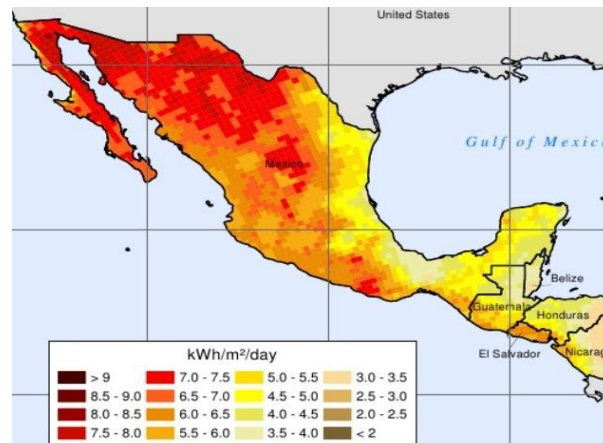 United States
Gulf of Mexico
Mexico
Belize
Guatemala
Honduras
El Salvador
Nicarag
kWh/m²/day
> 9
7.0 - 7.5
5.0 - 5.5
3.0 - 3.5
8.5 - 9.0
6.5 - 7.0
4.5 - 5.0
2.5 - 3.0
8.0 - 8.5
6.0 - 6.5
4.0 - 4.5
2.0 - 2.5
7.5 - 8.0
5.5 - 6.0
3.5 - 4.0
< 2